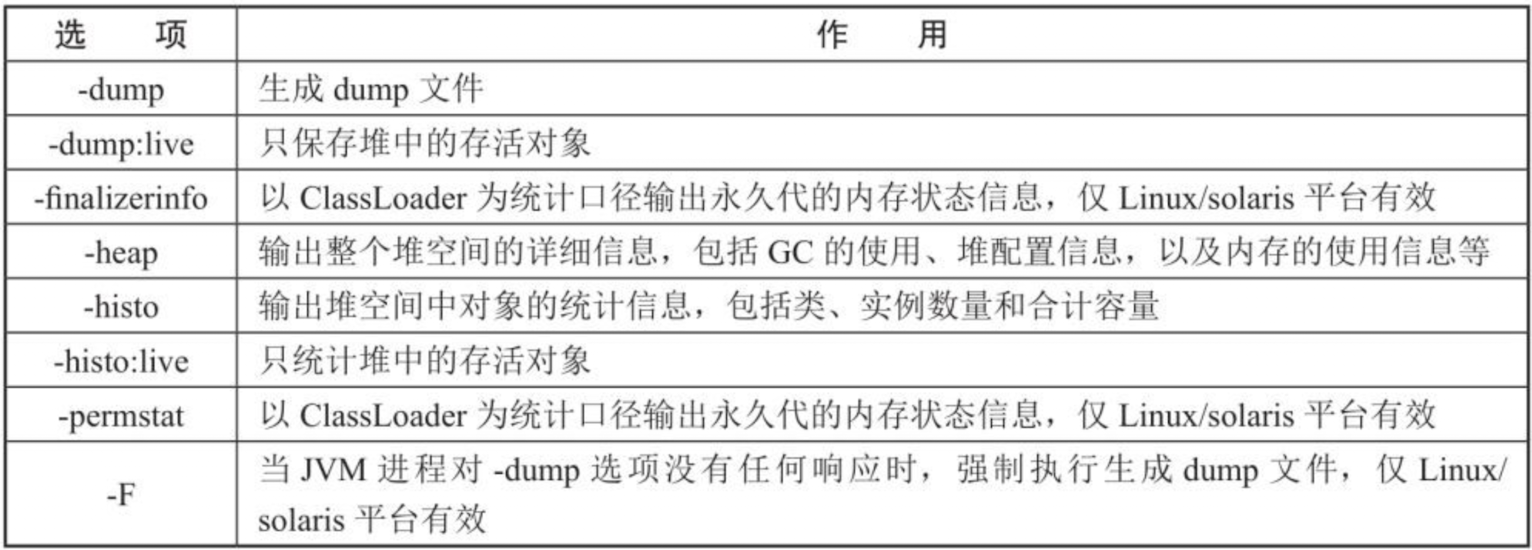 选 项 作 用
-dump 生成 dump 文件
-dump:live 只保存堆中的存活对象
-finalizerinfo 以 ClassLoader 为统计口径输出永久代的内存状态信息，仅 Linux/solaris 平台有效
-heap 输出整个堆空间的详细信息，包括 GC 的使用、堆配置信息，以及内存的使用信息等
-histo 输出堆空间中对象的统计信息，包括类、实例数量和合计容量
-histo:live 只统计堆中的存活对象
-permstat 以 ClassLoader 为统计口径输出永久代的内存状态信息，仅 Linux/solaris 平台有效
-F 当 JVM 进程对 -dump 选项没有任何响应时，强制执行生成 dump 文件，仅 Linux/
solaris 平台有效